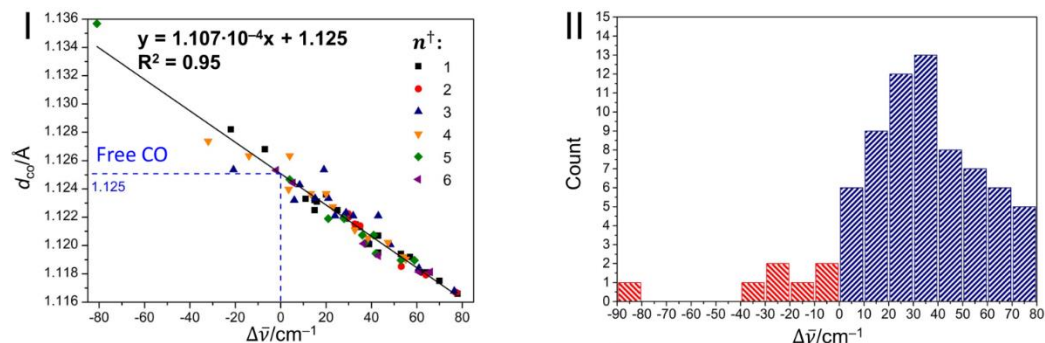 I
y = 1.107·10⁻⁴x + 1.125
R² = 0.95
n†:
1
2
3
4
5
6
Free CO
1.125
1.136
1.134
1.132
1.130
1.128
1.126
1.124
1.122
1.120
1.118
1.116
d_CO/Å
-80 -60 -40 -20 0 20 40 60 80
Δν̄/cm⁻¹
II
15
14
13
12
11
10
9
8
7
6
5
4
3
2
1
0
Count
-90 -80 -70 -60 -50 -40 -30 -20 -10 0 10 20 30 40 50 60 70 80
Δν̄/cm⁻¹